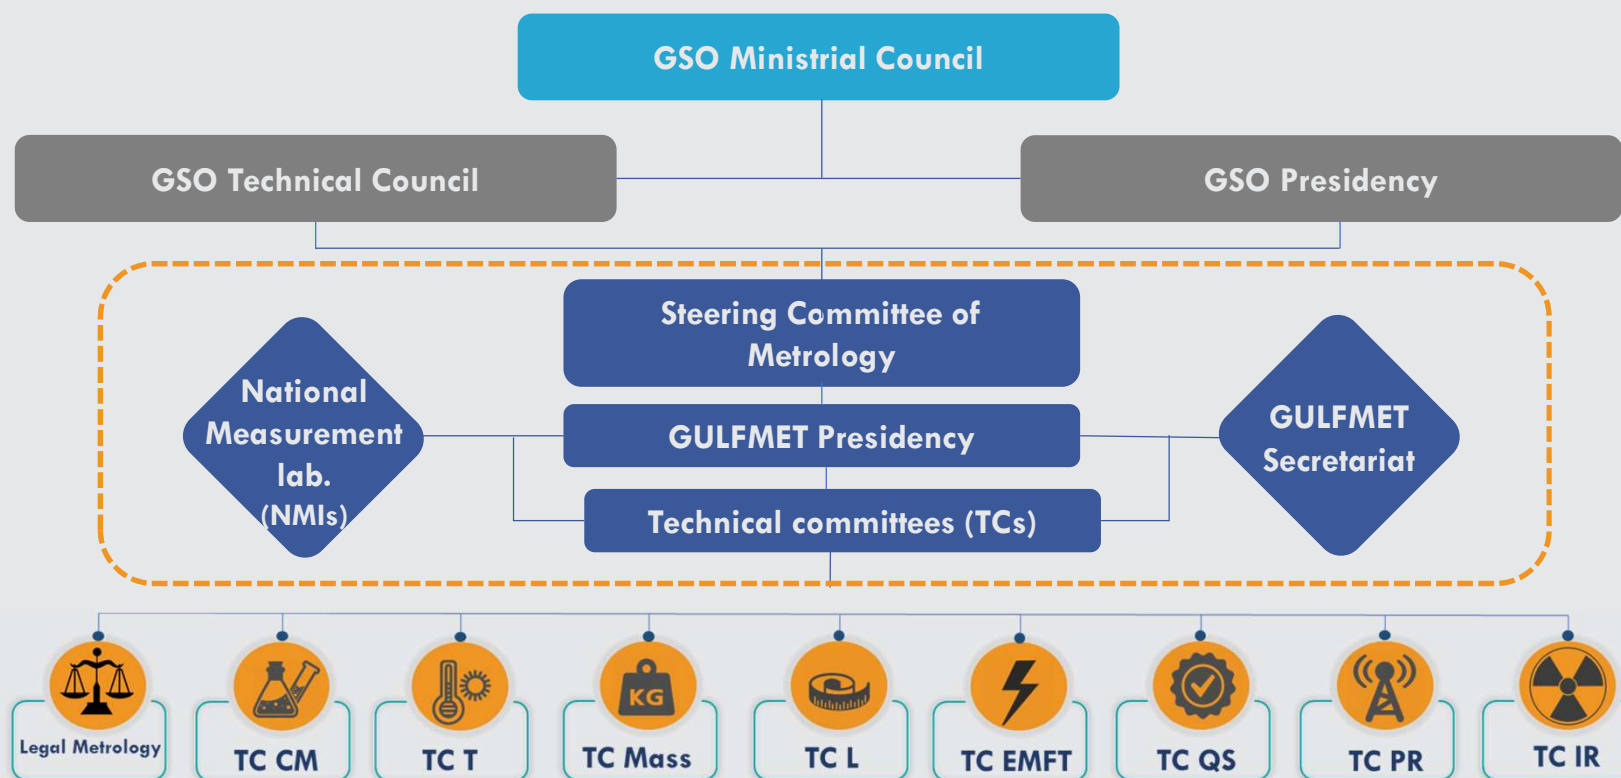 GSO Ministrial Council
GSO Technical Council
GSO Presidency
Steering Committee of
Metrology
National
Measurement
lab.
(NMIs)
GULFMET Presidency
GULFMET
Secretariat
Technical committees (TCs)
KG
Legal Metrology
TC CM
TC T
TC Mass
TC L
TC EMFT
TC QS
TC PR
TC IR